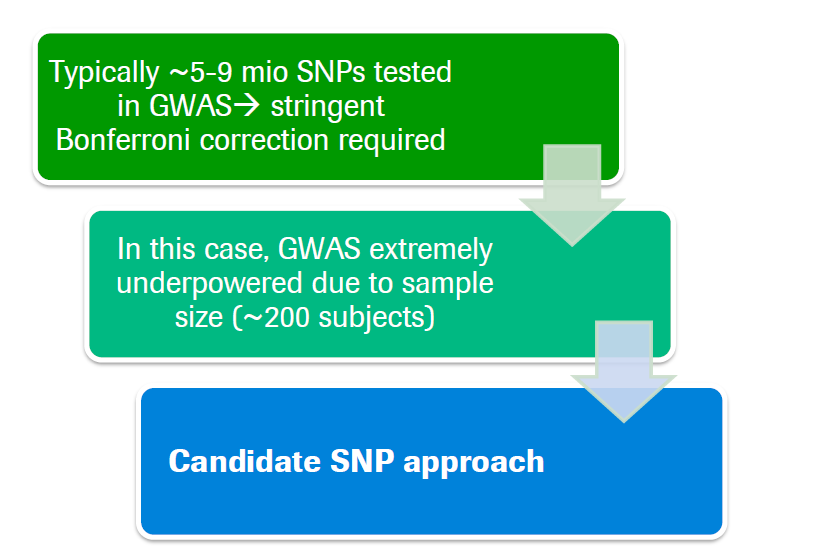 Typically ~5-9 mio SNPs tested
in GWAS→ stringent
Bonferroni correction required
In this case, GWAS extremely
underpowered due to sample
size (~200 subjects)
Candidate SNP approach